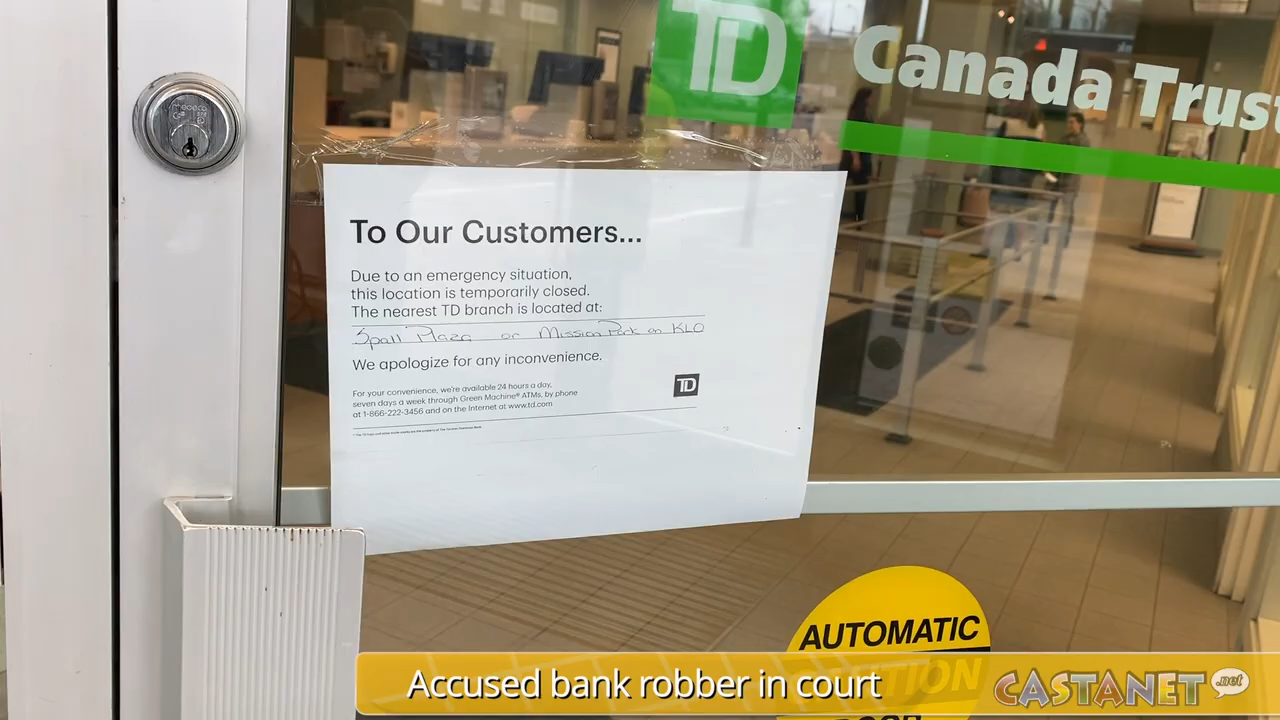 TD
Canada Trus
To Our Customers...
Due to an emergency situation,
this location is temporarily closed.
The nearest TD branch is located at:
Spall Plaza or Mission Park on KLO
We apologize for any inconvenience.
For your convenience, we're available 24 hours a day,
seven days a week through Green Machine® ATMs, by phone
at 1-866-222-3456 and on the Internet at www.td.com
TD
AUTOMATIC
CAUTION
DOOR
Accused bank robber in court
CASTANET.net